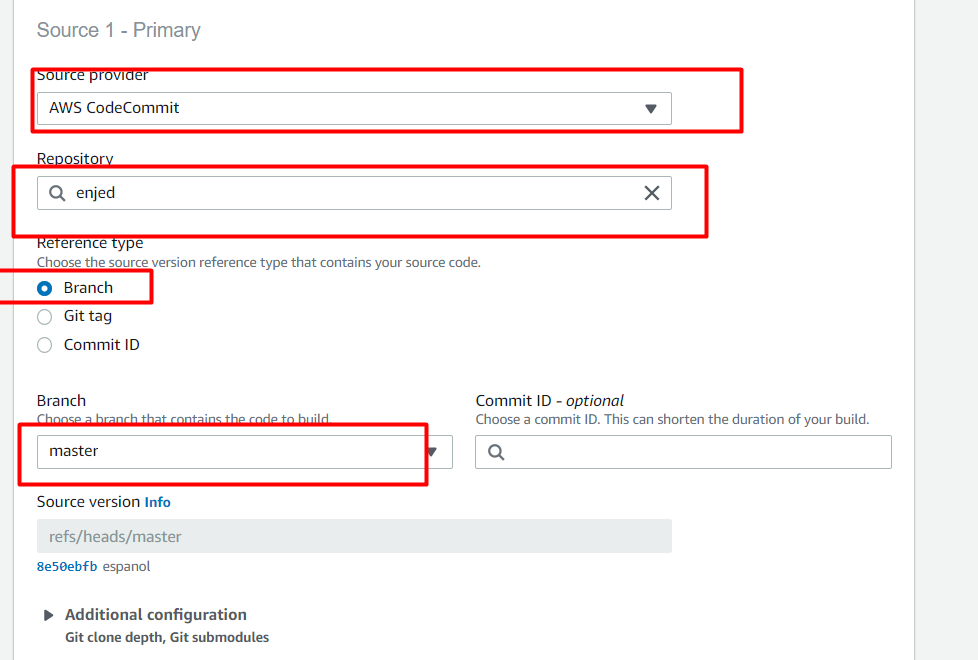 Source 1 - Primary
Source provider
AWS CodeCommit
Repository
enjed
Reference type
Choose the source version reference type that contains your source code.
Branch
Git tag
Commit ID
Branch
Choose a branch that contains the code to build.
master
Commit ID - optional
Choose a commit ID. This can shorten the duration of your build.
Source version Info
refs/heads/master
8e50ebfb espanol
Additional configuration
Git clone depth, Git submodules